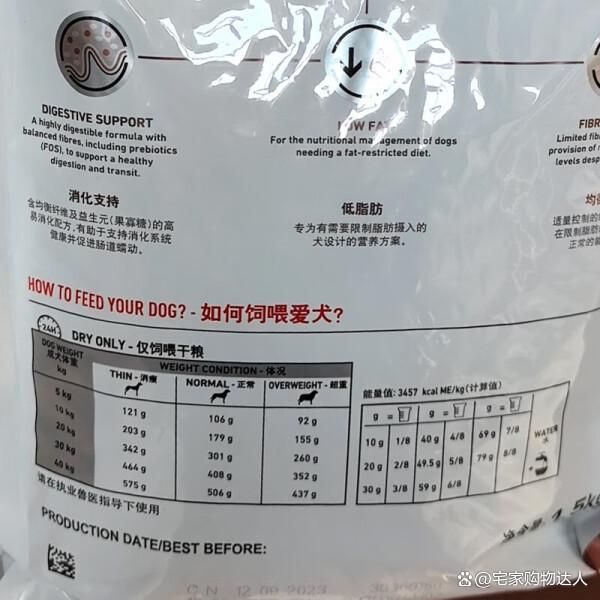 DIGESTIVE SUPPORT
A highly digestible formula with
balanced fibres, including prebiotics
(FOS), to support a healthy
digestion and transit.
消化支持
含均衡纤维及益生元(果寡糖)的高
易消化配方,有助于支持消化系统
健康并促进肠道蠕动。
LOW FAT
For the nutritional management of dogs
needing a fat-restricted diet.
低脂肪
专为有需要限制脂肪摄入的
犬设计的营养方案。
FIBR
Limited fib
provision of
levels desp
均
适量控制的
在限制脂肪
正常的
HOW TO FEED YOUR DOG? - 如何饲喂爱犬?
24H
DRY ONLY - 仅饲喂干粮
DOG WEIGHT
成犬体重
kg
WEIGHT CONDITION - 体况
THIN - 消瘦 NORMAL - 正常 OVERWEIGHT - 超重
5 kg 121 g 106 g 92 g
10 kg 203 g 179 g 155 g
20 kg 342 g 301 g 260 g
30 kg 464 g 408 g 352 g
40 kg 575 g 506 g 437 g
请在执业兽医指导下使用
能量值: 3457 kcal ME/kg(计算值)
g = g = g =
10 g 1/8 40 g 4/8 69 g 7/8
20 g 2/8 49.5 g 5/8 79 g 8/8
30 g 3/8 59 g 6/8
WATER
水
PRODUCTION DATE/BEST BEFORE:
净含量: 1.5kg
CN 12 09 2023
@宅家购物达人